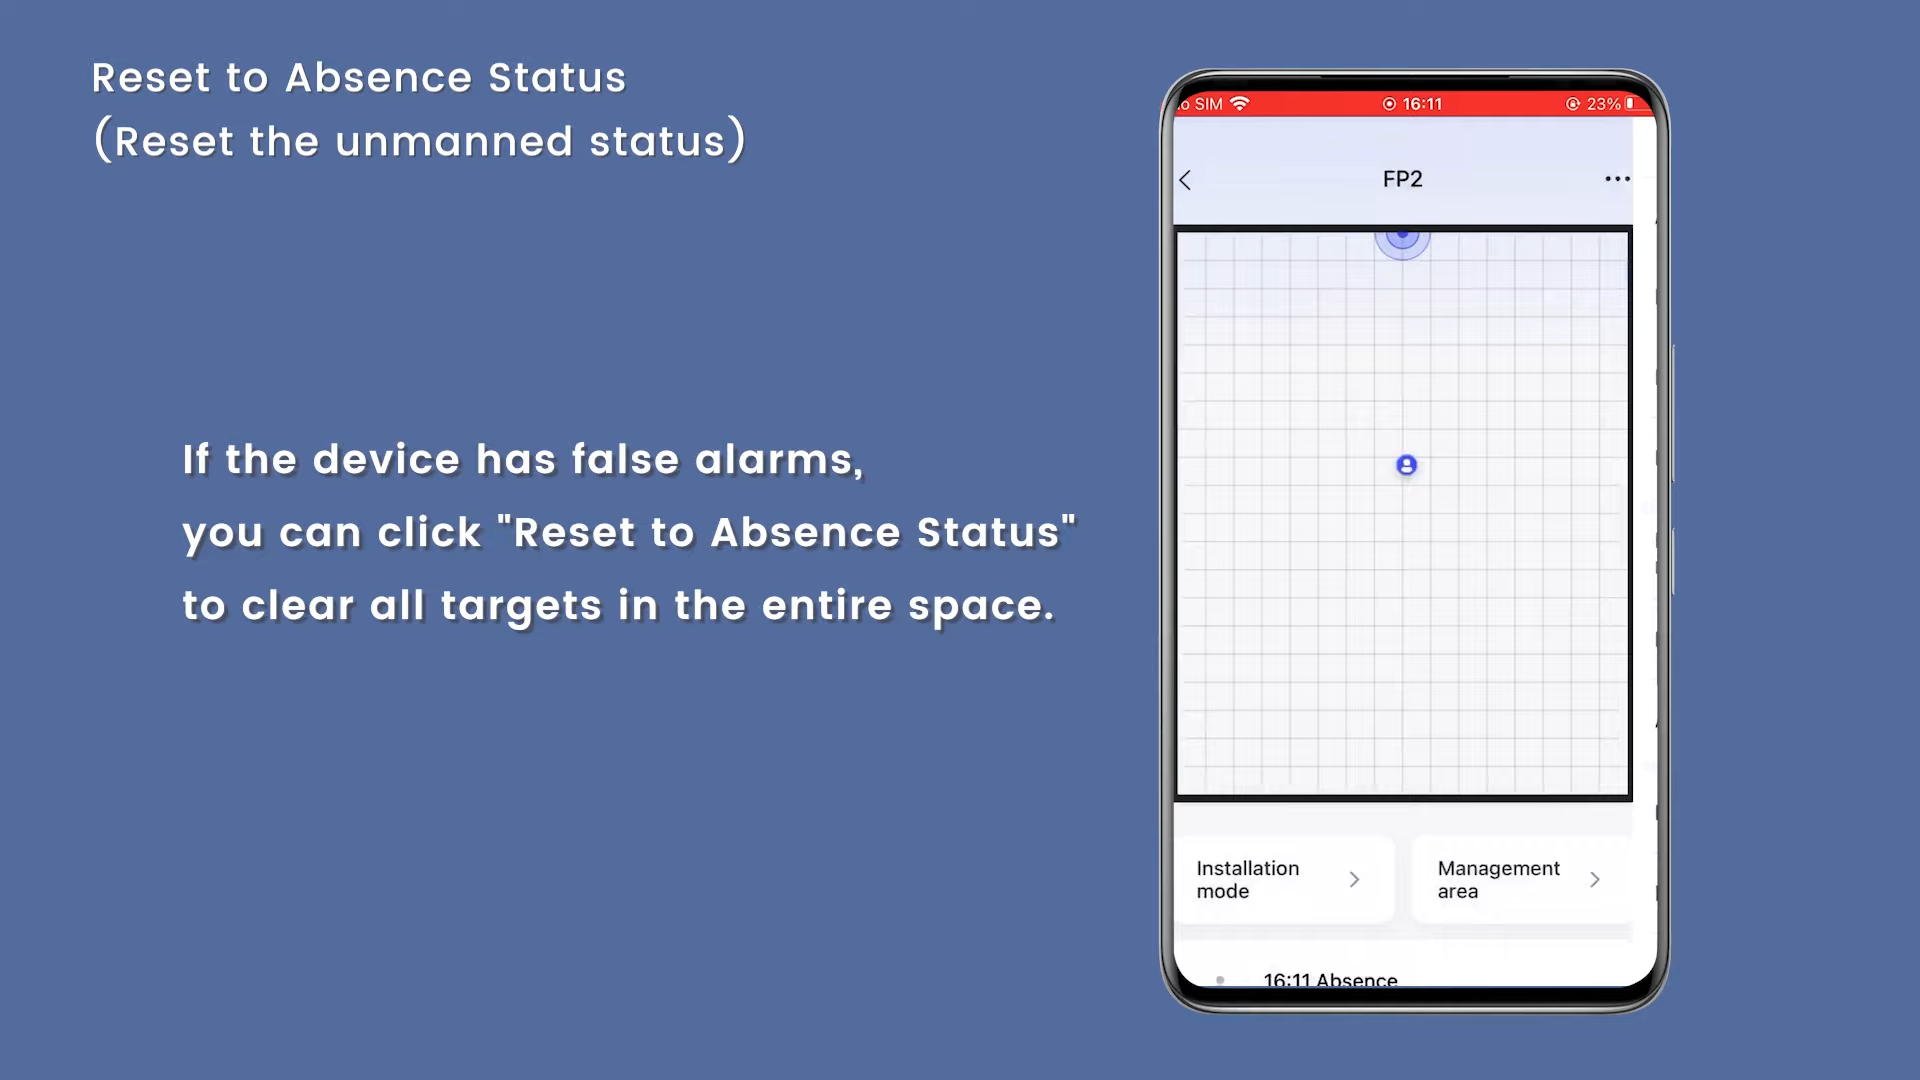 Reset to Absence Status
(Reset the unmanned status)
If the device has false alarms,
you can click "Reset to Absence Status"
to clear all targets in the entire space.
SIM
16:11
23%
FP2
Installation
mode
Management
area
16:11 Absence